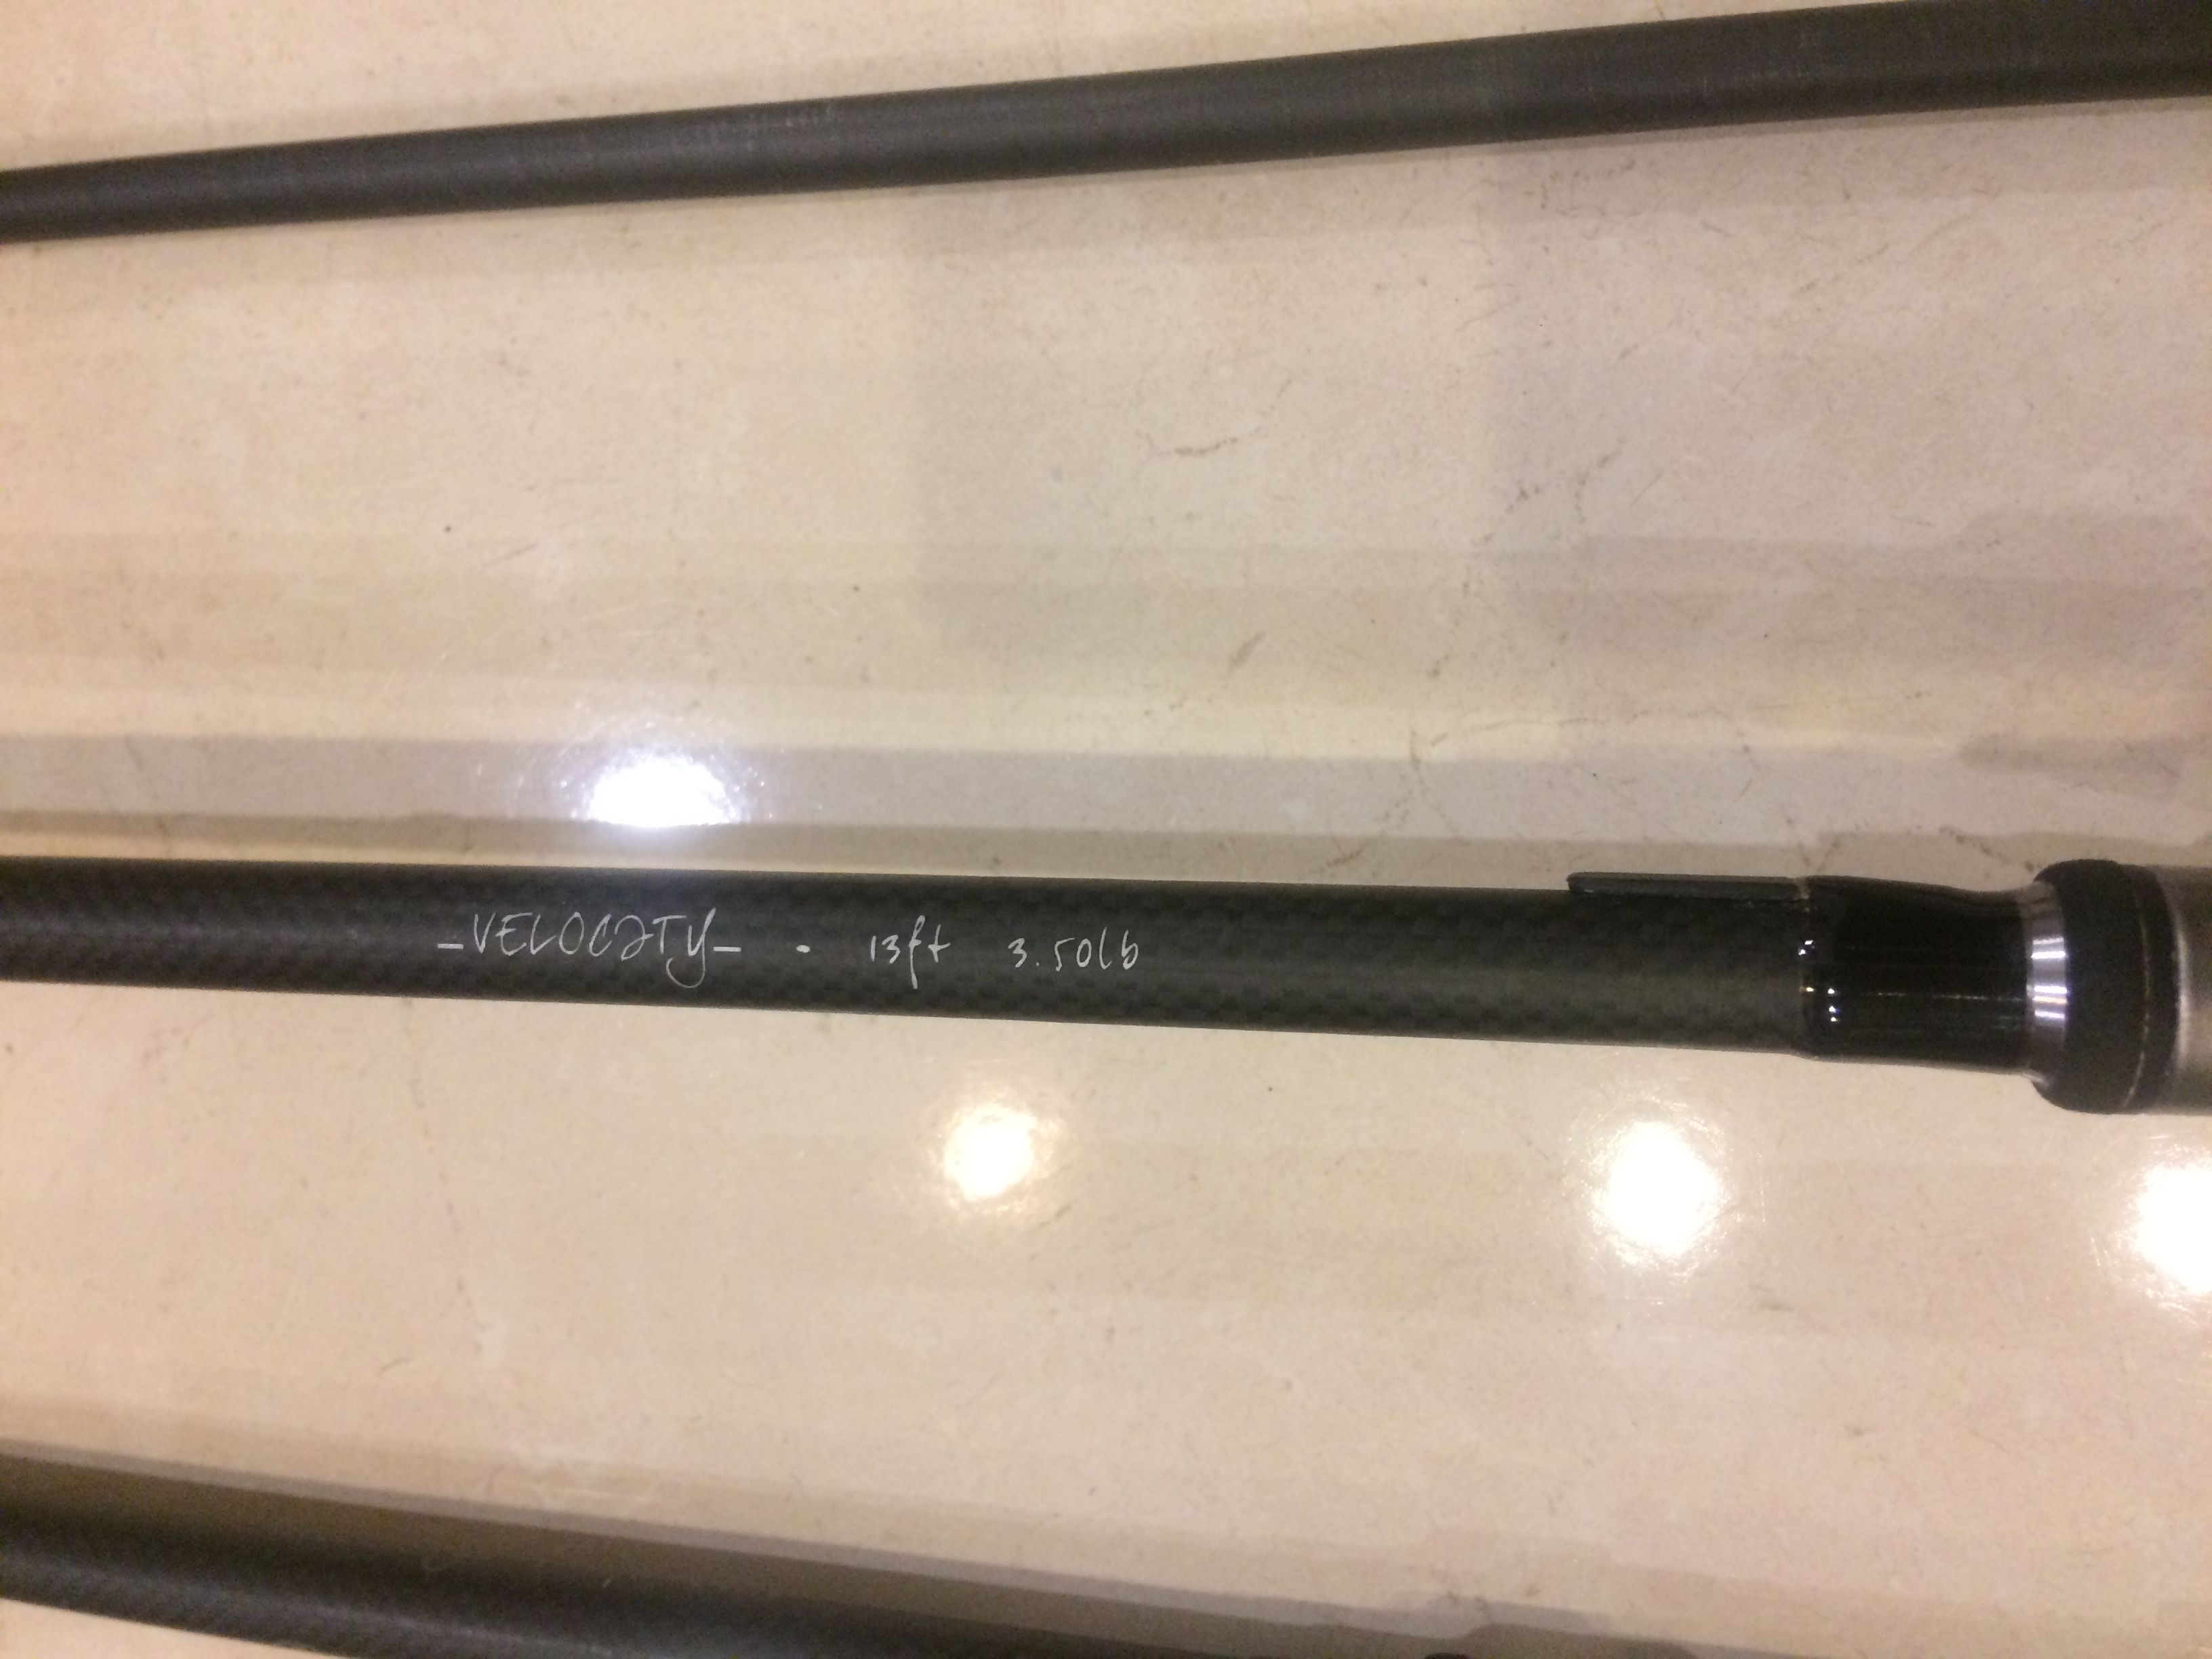 -VELOCITY- · 13ft 3.50lb